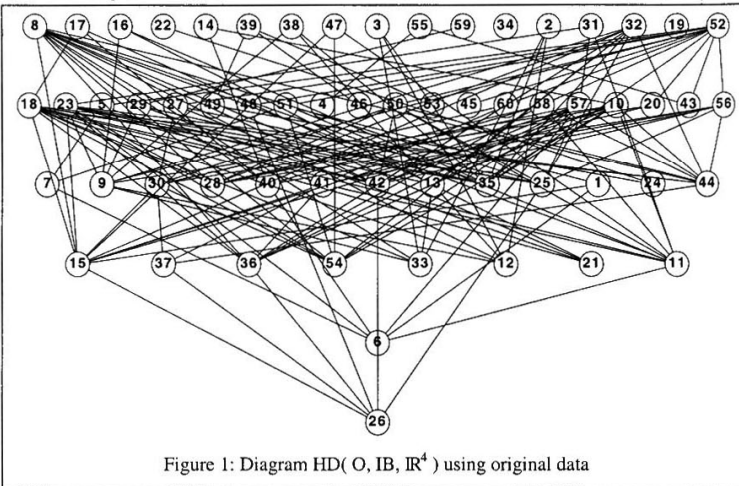 8 17 16 22 14 39 38 47 3 55 59 34 2 31 32 19 52
18 23 5 29 27 49 48 51 4 46 50 53 45 60 58 57 10 20 43 56
7 9 30 28 40 41 42 13 35 25 1 24 44
15 37 36 54 33 12 21 11
6
26
Figure 1: Diagram HD( O, IB, IR⁴ ) using original data